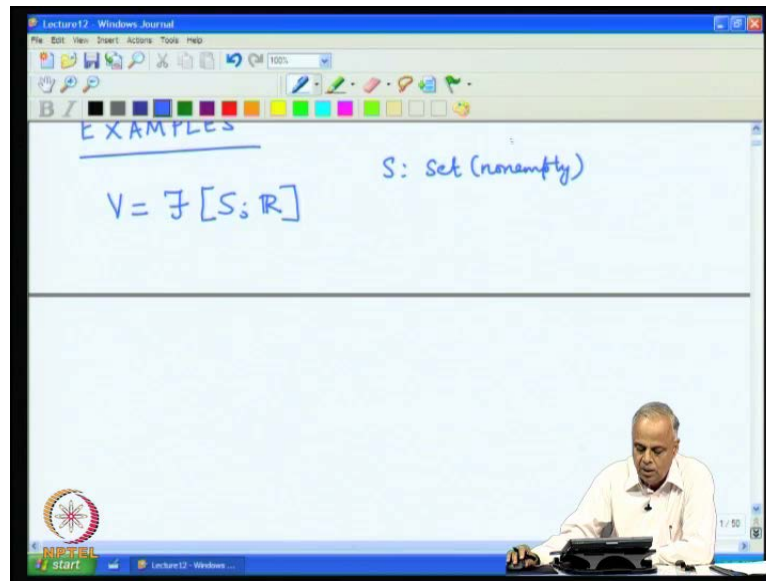 Lecture12 - Windows Journal
File Edit View Insert Actions Tools Help
100%
B I
EXAMPLES
S: Set (nonempty)
V = F [S; R]
1 / 50
NPTEL
start
Lecture12 - Windows ...